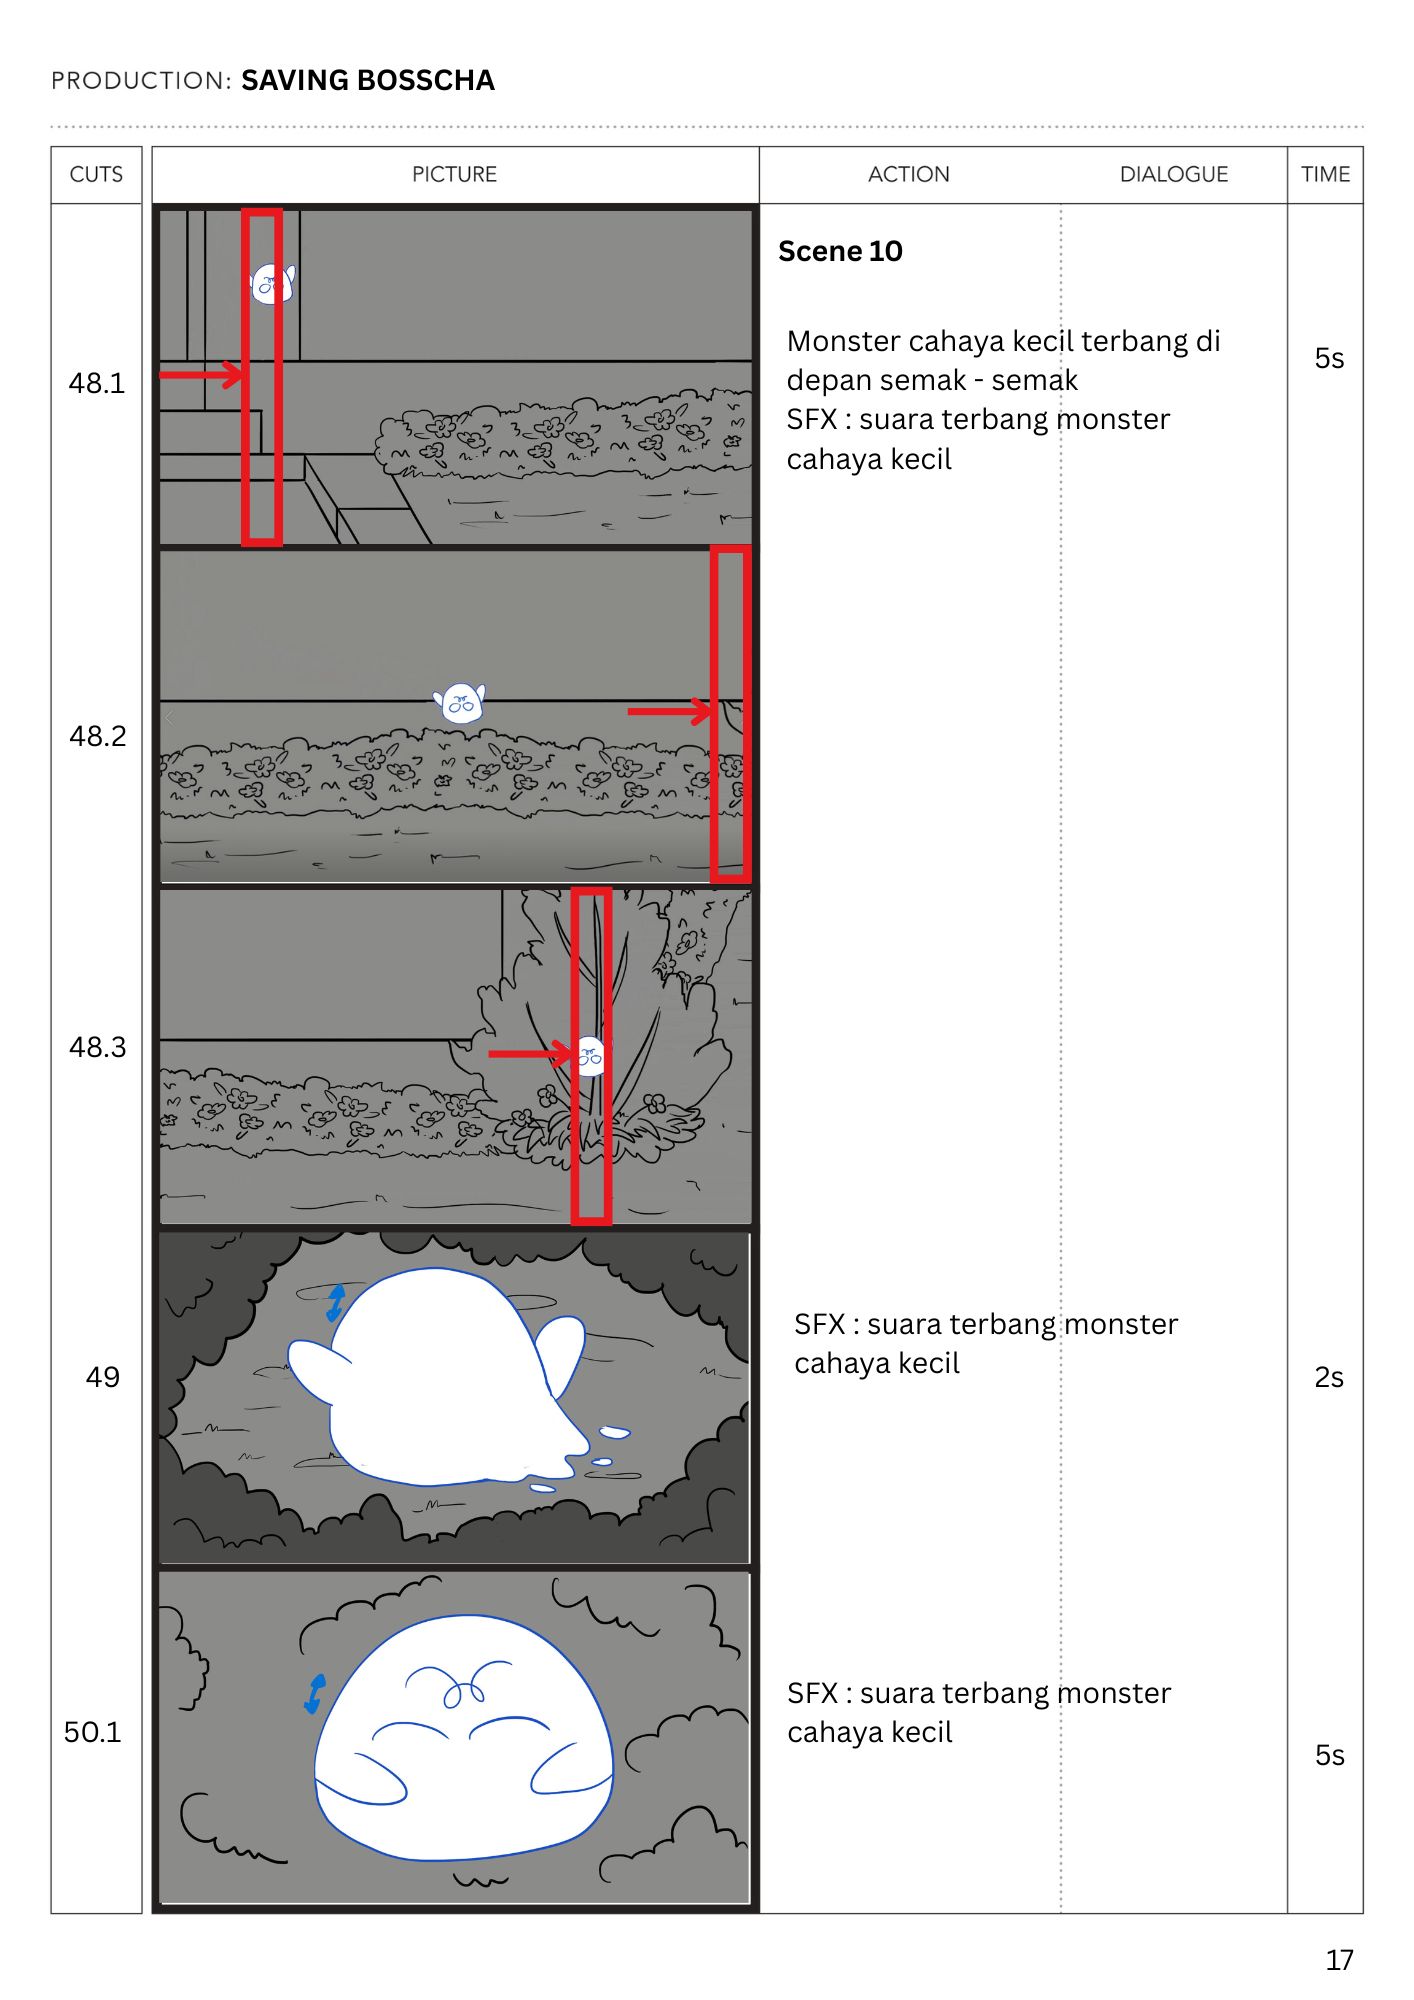 PRODUCTION: SAVING BOSSCHA
CUTS
PICTURE
ACTION
DIALOGUE
TIME
48.1
Scene 10
Monster cahaya kecil terbang di
depan semak - semak
SFX : suara terbang monster
cahaya kecil
5s
48.2
48.3
49
SFX : suara terbang monster
cahaya kecil
2s
50.1
SFX : suara terbang monster
cahaya kecil
5s
17